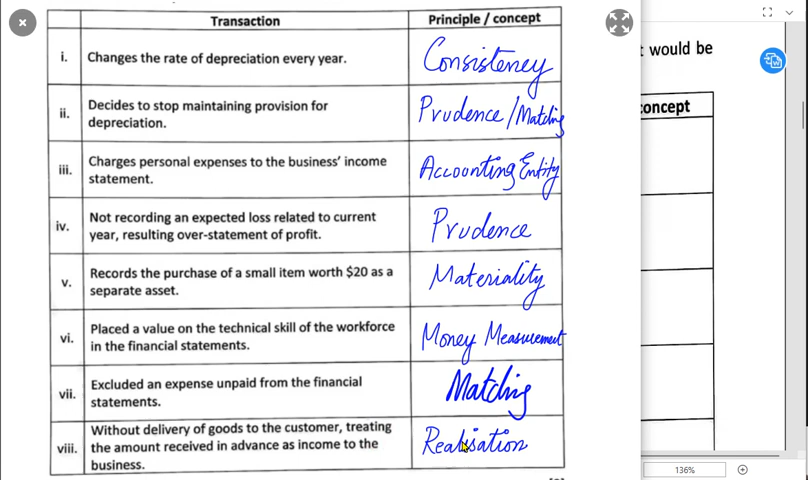 Transaction
Principle / concept
i. Changes the rate of depreciation every year. Consistency
ii. Decides to stop maintaining provision for
depreciation. Prudence / Matching
iii. Charges personal expenses to the business' income
statement. Accounting Entity
iv. Not recording an expected loss related to current
year, resulting over-statement of profit. Prudence
v. Records the purchase of a small item worth $20 as a
separate asset. Materiality
vi. Placed a value on the technical skill of the workforce
in the financial statements. Money Measurement
vii. Excluded an expense unpaid from the financial
statements. Matching
viii. Without delivery of goods to the customer, treating
the amount received in advance as income to the
business. Realisation
would be
oncept
136%